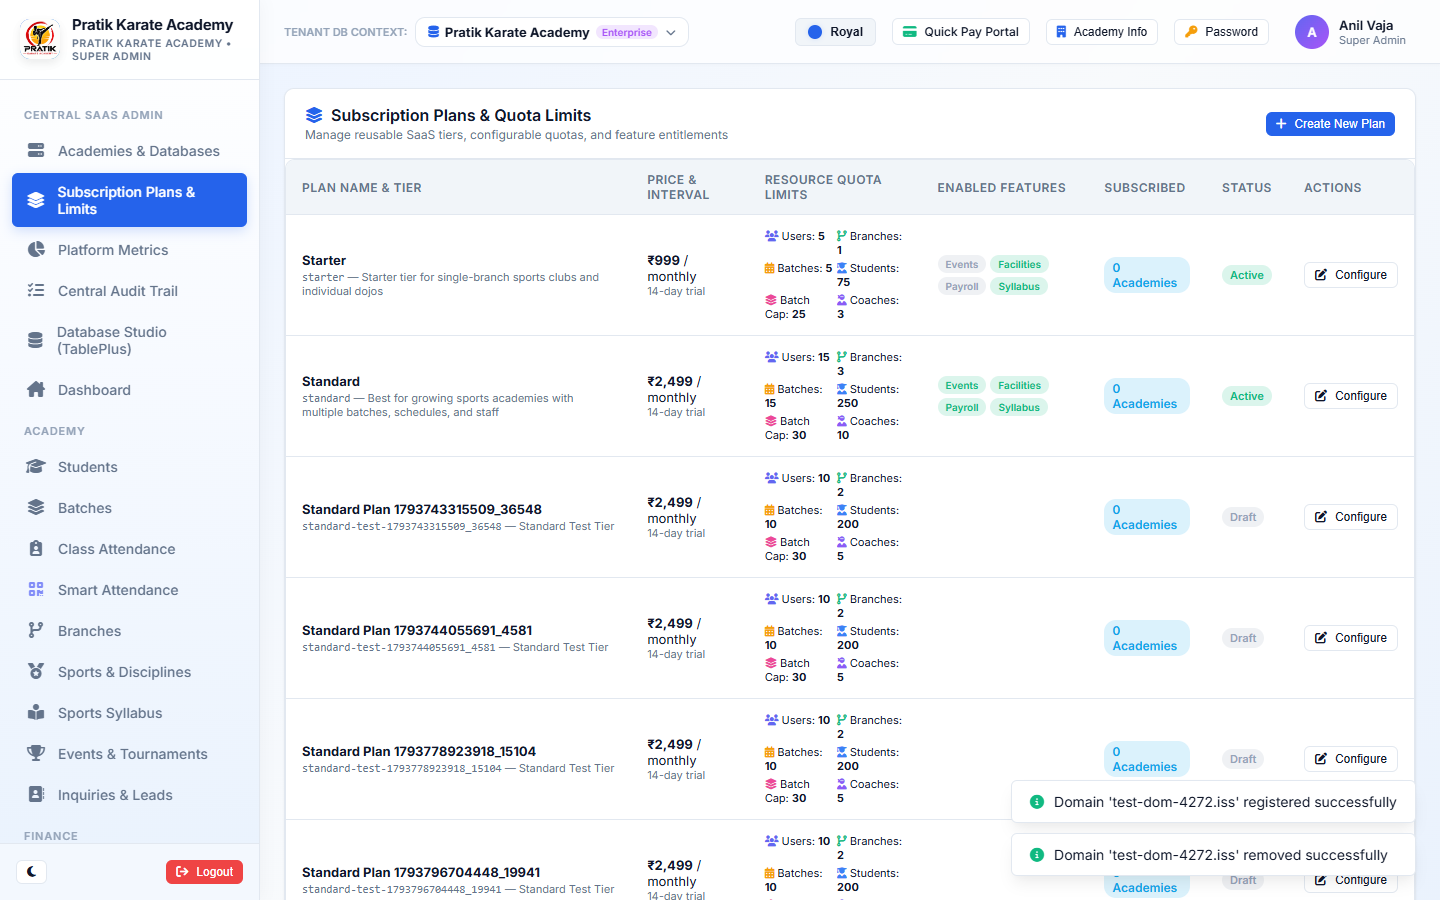 Pratik Karate Academy
PRATIK KARATE ACADEMY •
SUPER ADMIN
PRATIK
TENANT DB CONTEXT:
Pratik Karate Academy Enterprise
Royal
Quick Pay Portal
Academy Info
Password
A
Anil Vaja
Super Admin
CENTRAL SAAS ADMIN
Academies & Databases
Subscription Plans &
Limits
Platform Metrics
Central Audit Trail
Database Studio
(TablePlus)
Dashboard
ACADEMY
Students
Batches
Class Attendance
Smart Attendance
Branches
Sports & Disciplines
Sports Syllabus
Events & Tournaments
Inquiries & Leads
FINANCE
Logout
Subscription Plans & Quota Limits
Manage reusable SaaS tiers, configurable quotas, and feature entitlements
Create New Plan
PLAN NAME & TIER
PRICE &
INTERVAL
RESOURCE QUOTA
LIMITS
ENABLED FEATURES
SUBSCRIBED
STATUS
ACTIONS
Starter
starter — Starter tier for single-branch sports clubs and
individual dojos
₹999 /
monthly
14-day trial
Users: 5
Branches:
1
Batches: 5
Students:
75
Batch
Cap: 25
Coaches:
3
Events Facilities
Payroll Syllabus
0
Academies
Active
Configure
Standard
standard — Best for growing sports academies with
multiple batches, schedules, and staff
₹2,499 /
monthly
14-day trial
Users: 15
Branches:
3
Batches:
15
Students:
250
Batch
Cap: 30
Coaches:
10
Events Facilities
Payroll Syllabus
0
Academies
Active
Configure
Standard Plan 1793743315509_36548
standard-test-1793743315509_36548 — Standard Test Tier
₹2,499 /
monthly
14-day trial
Users: 10
Branches:
2
Batches:
10
Students:
200
Batch
Cap: 30
Coaches:
5
0
Academies
Draft
Configure
Standard Plan 1793744055691_4581
standard-test-1793744055691_4581 — Standard Test Tier
₹2,499 /
monthly
14-day trial
Users: 10
Branches:
2
Batches:
10
Students:
200
Batch
Cap: 30
Coaches:
5
0
Academies
Draft
Configure
Standard Plan 1793778923918_15104
standard-test-1793778923918_15104 — Standard Test Tier
₹2,499 /
monthly
14-day trial
Users: 10
Branches:
2
Batches:
10
Students:
200
Batch
Cap: 30
Coaches:
5
0
Academies
Draft
Configure
Standard Plan 1793796704448_19941
standard-test-1793796704448_19941 — Standard Test Tier
₹2,499 /
monthly
14-day trial
Users: 10
Branches:
2
Batches:
10
Students:
200
Academies
Draft
Configure
Domain 'test-dom-4272.iss' registered successfully
Domain 'test-dom-4272.iss' removed successfully